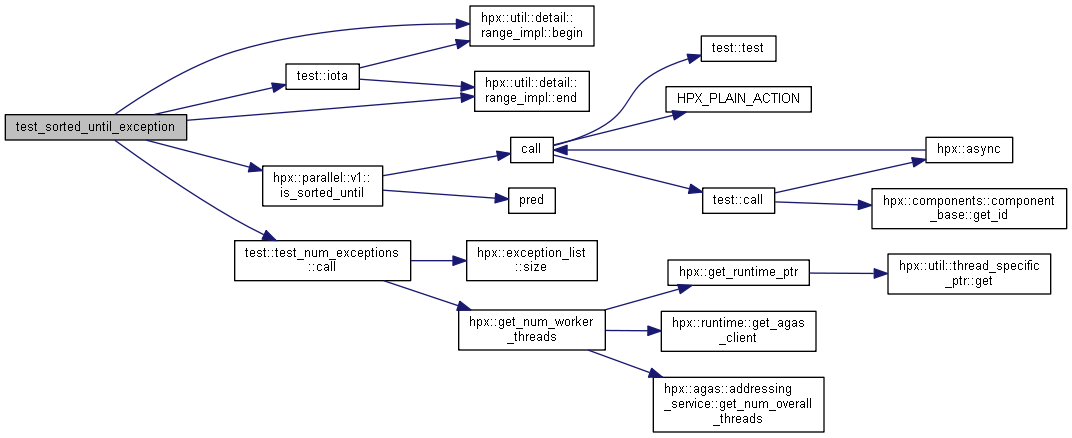 test_sorted_until_exception
hpx::util::detail::
range_impl::begin
test::iota
hpx::util::detail::
range_impl::end
hpx::parallel::v1::
is_sorted_until
test::test_num_exceptions
::call
call
pred
hpx::exception_list
::size
hpx::get_num_worker
_threads
test::test
HPX_PLAIN_ACTION
test::call
hpx::async
hpx::components::component
_base::get_id
hpx::get_runtime_ptr
hpx::util::thread_specific
_ptr::get
hpx::runtime::get_agas
_client
hpx::agas::addressing
_service::get_num_overall
_threads